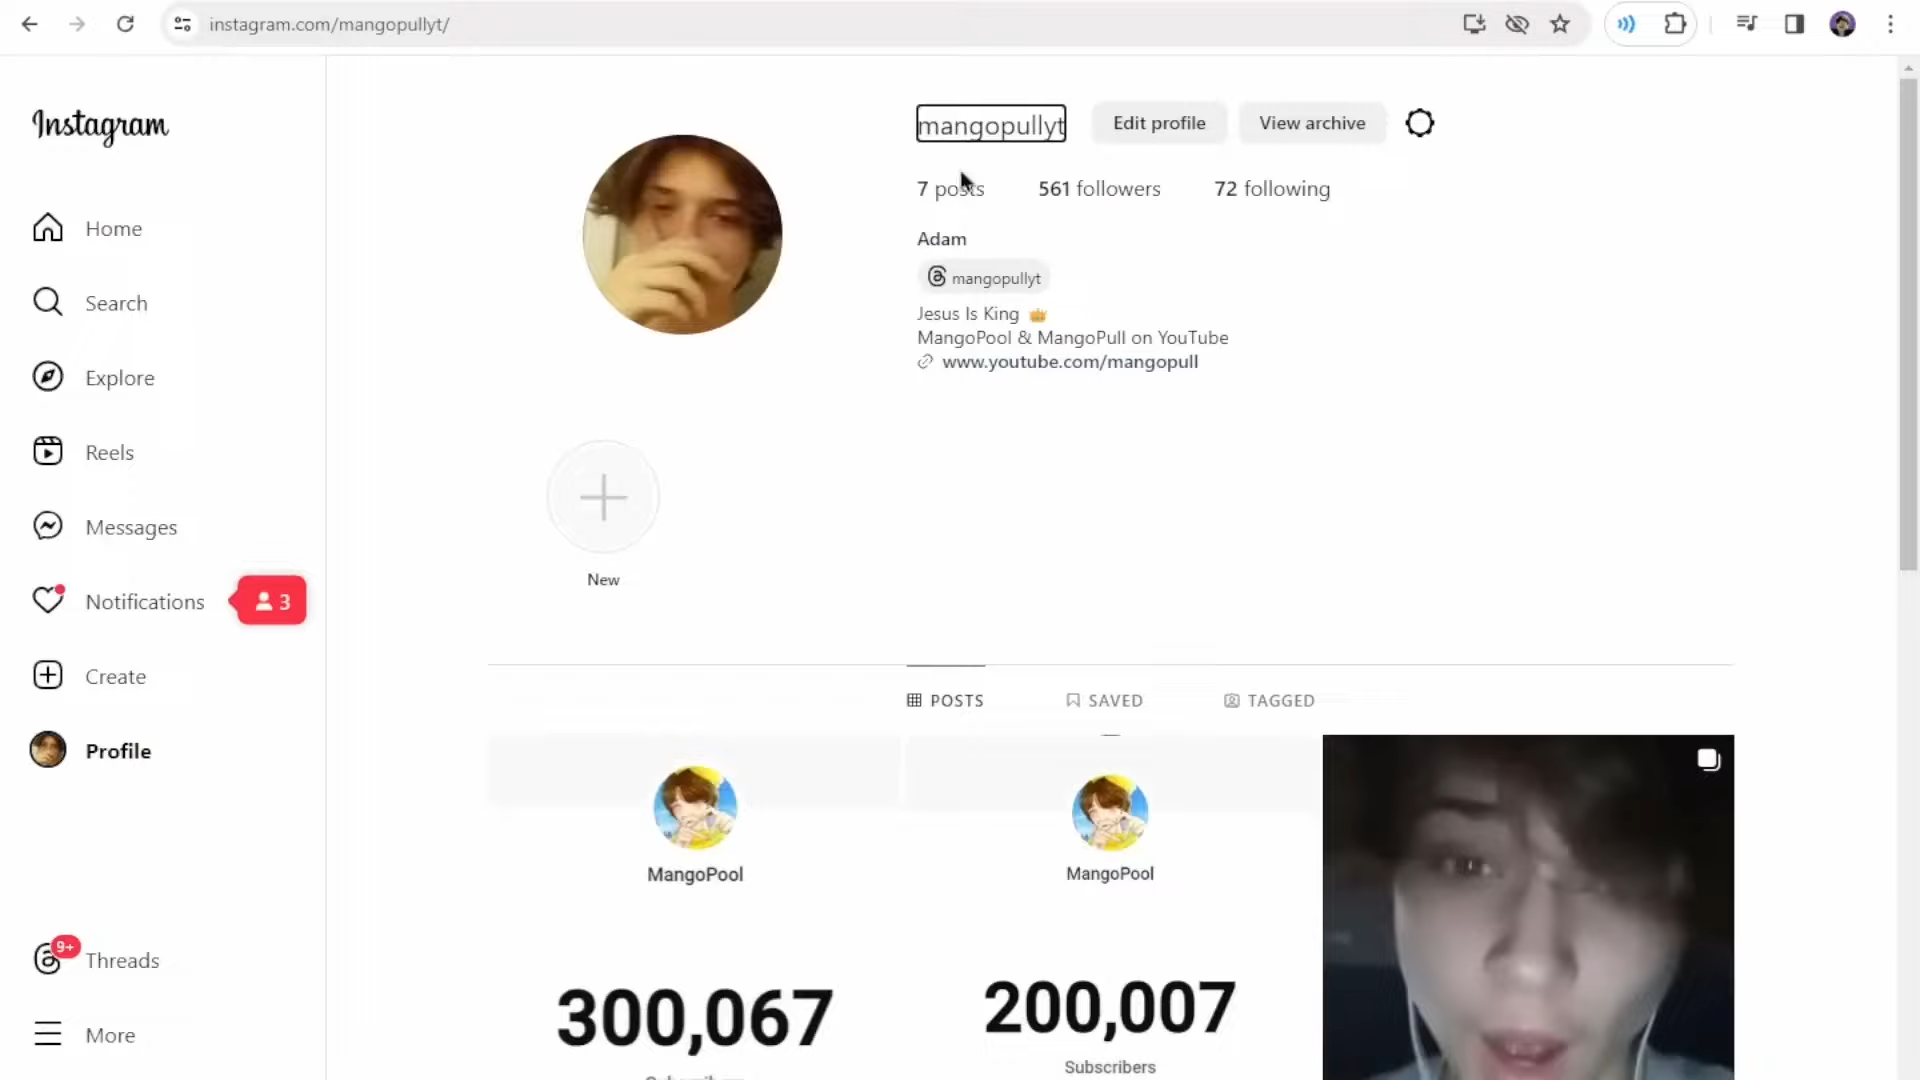 instagram.com/mangopullyt/
Instagram
Home
Search
Explore
Reels
Messages
Notifications
3
Create
Profile
9+
Threads
More
mangopullyt
Edit profile
View archive
7 posts
561 followers
72 following
Adam
mangopullyt
Jesus Is King
MangoPool & MangoPull on YouTube
www.youtube.com/mangopull
New
POSTS
SAVED
TAGGED
MangoPool
300,067
MangoPool
200,007
Subscribers